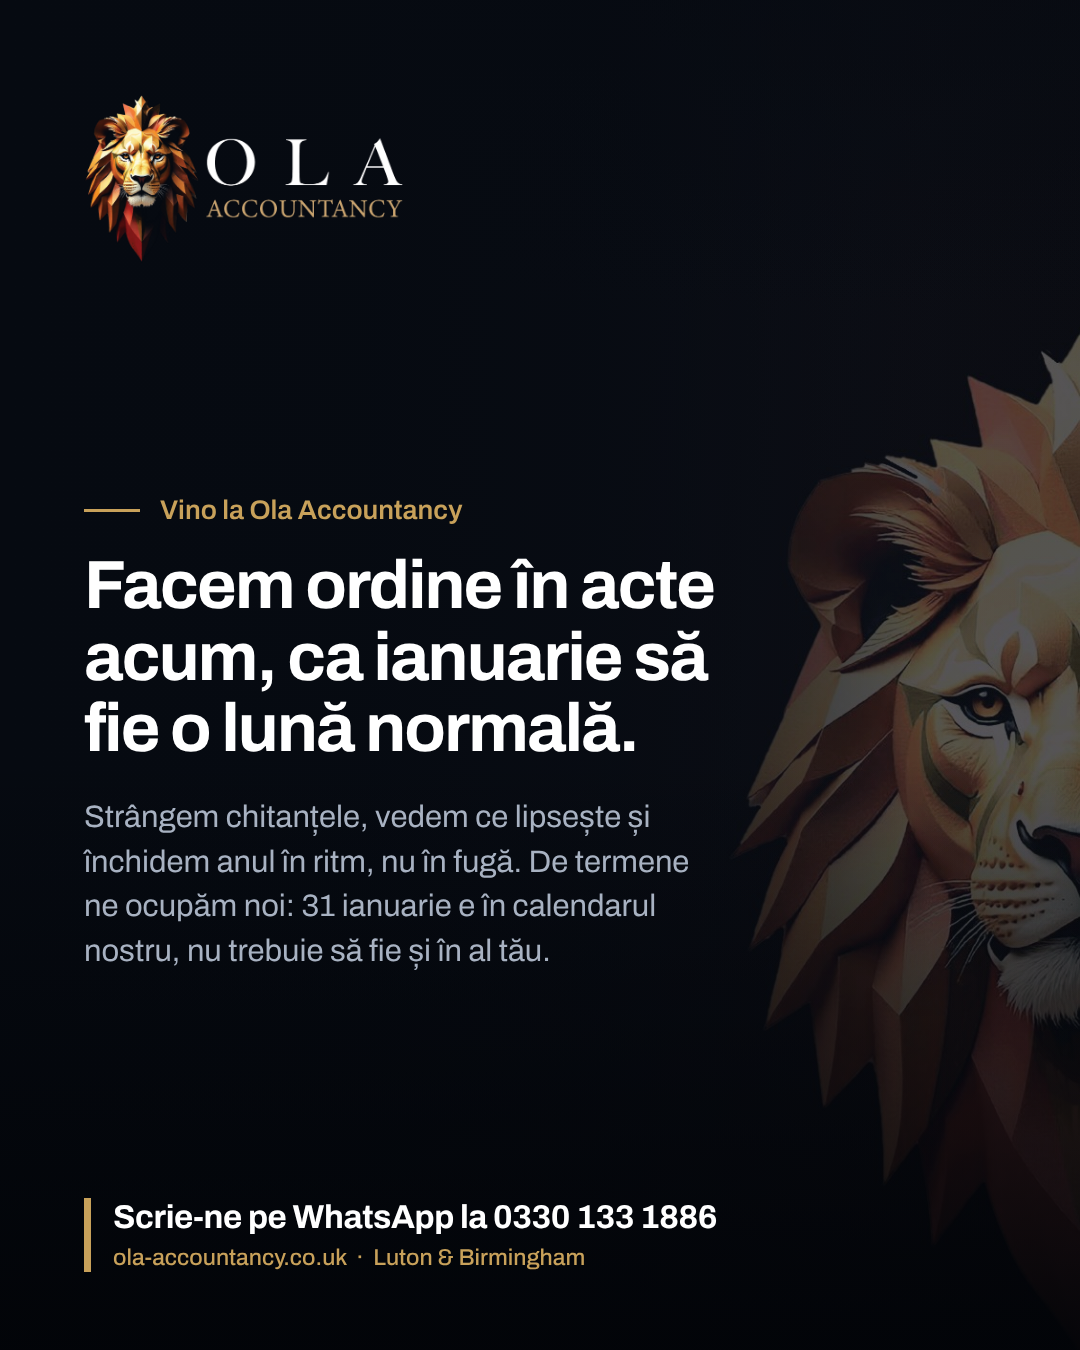 OLA
ACCOUNTANCY
Vino la Ola Accountancy
Facem ordine în acte
acum, ca ianuarie să
fie o lună normală.
Strângem chitanțele, vedem ce lipsește și
închidem anul în ritm, nu în fugă. De termene
ne ocupăm noi: 31 ianuarie e în calendarul
nostru, nu trebuie să fie și în al tău.
Scrie-ne pe WhatsApp la 0330 133 1886
ola-accountancy.co.uk · Luton & Birmingham